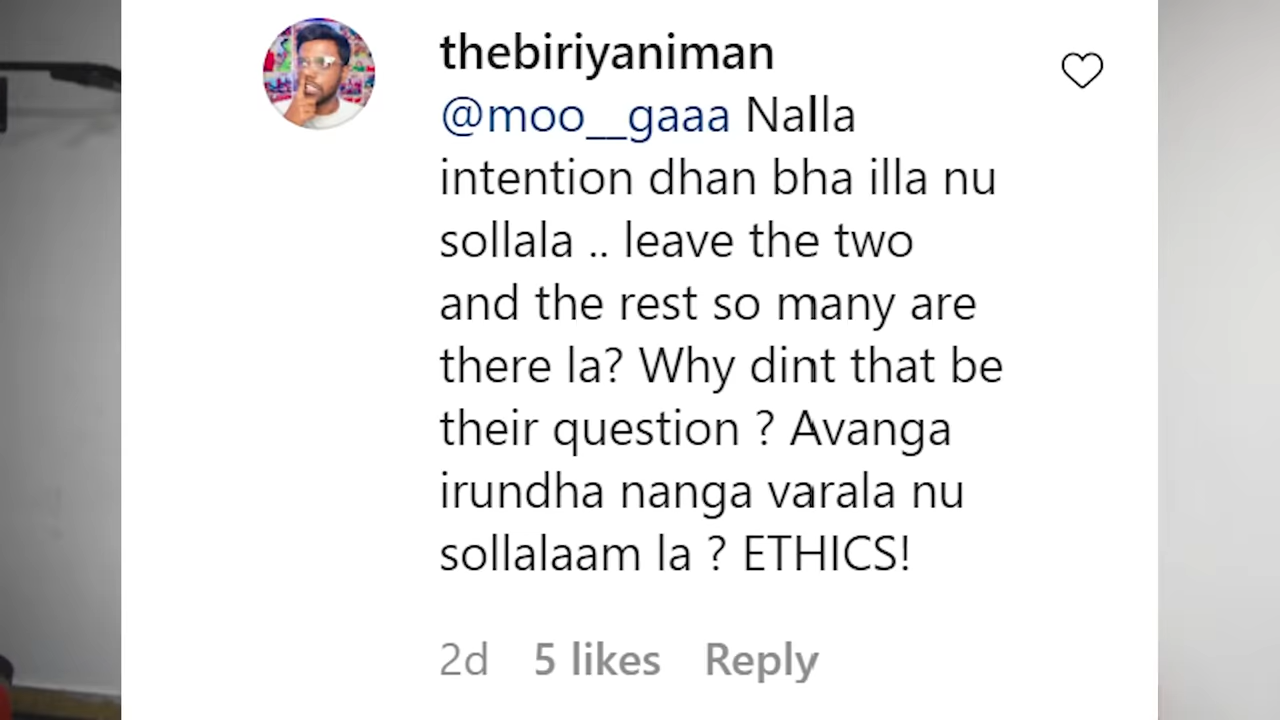 thebiriyaniman
@moo__gaaa Nalla
intention dhan bha illa nu
sollala .. leave the two
and the rest so many are
there la? Why dint that be
their question ? Avanga
irundha nanga varala nu
sollalaam la ? ETHICS!
2d 5 likes Reply